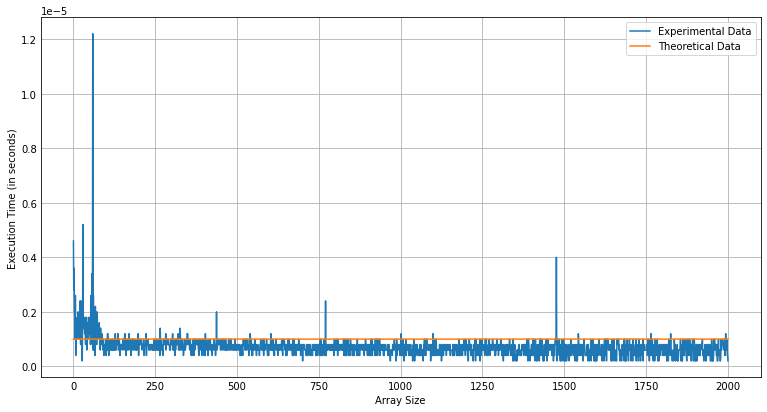 1e−5
Experimental Data
Theoretical Data
1.2
1.0
0.8
0.6
0.4
0.2
0.0
Execution Time (in seconds)
0 250 500 750 1000 1250 1500 1750 2000
Array Size